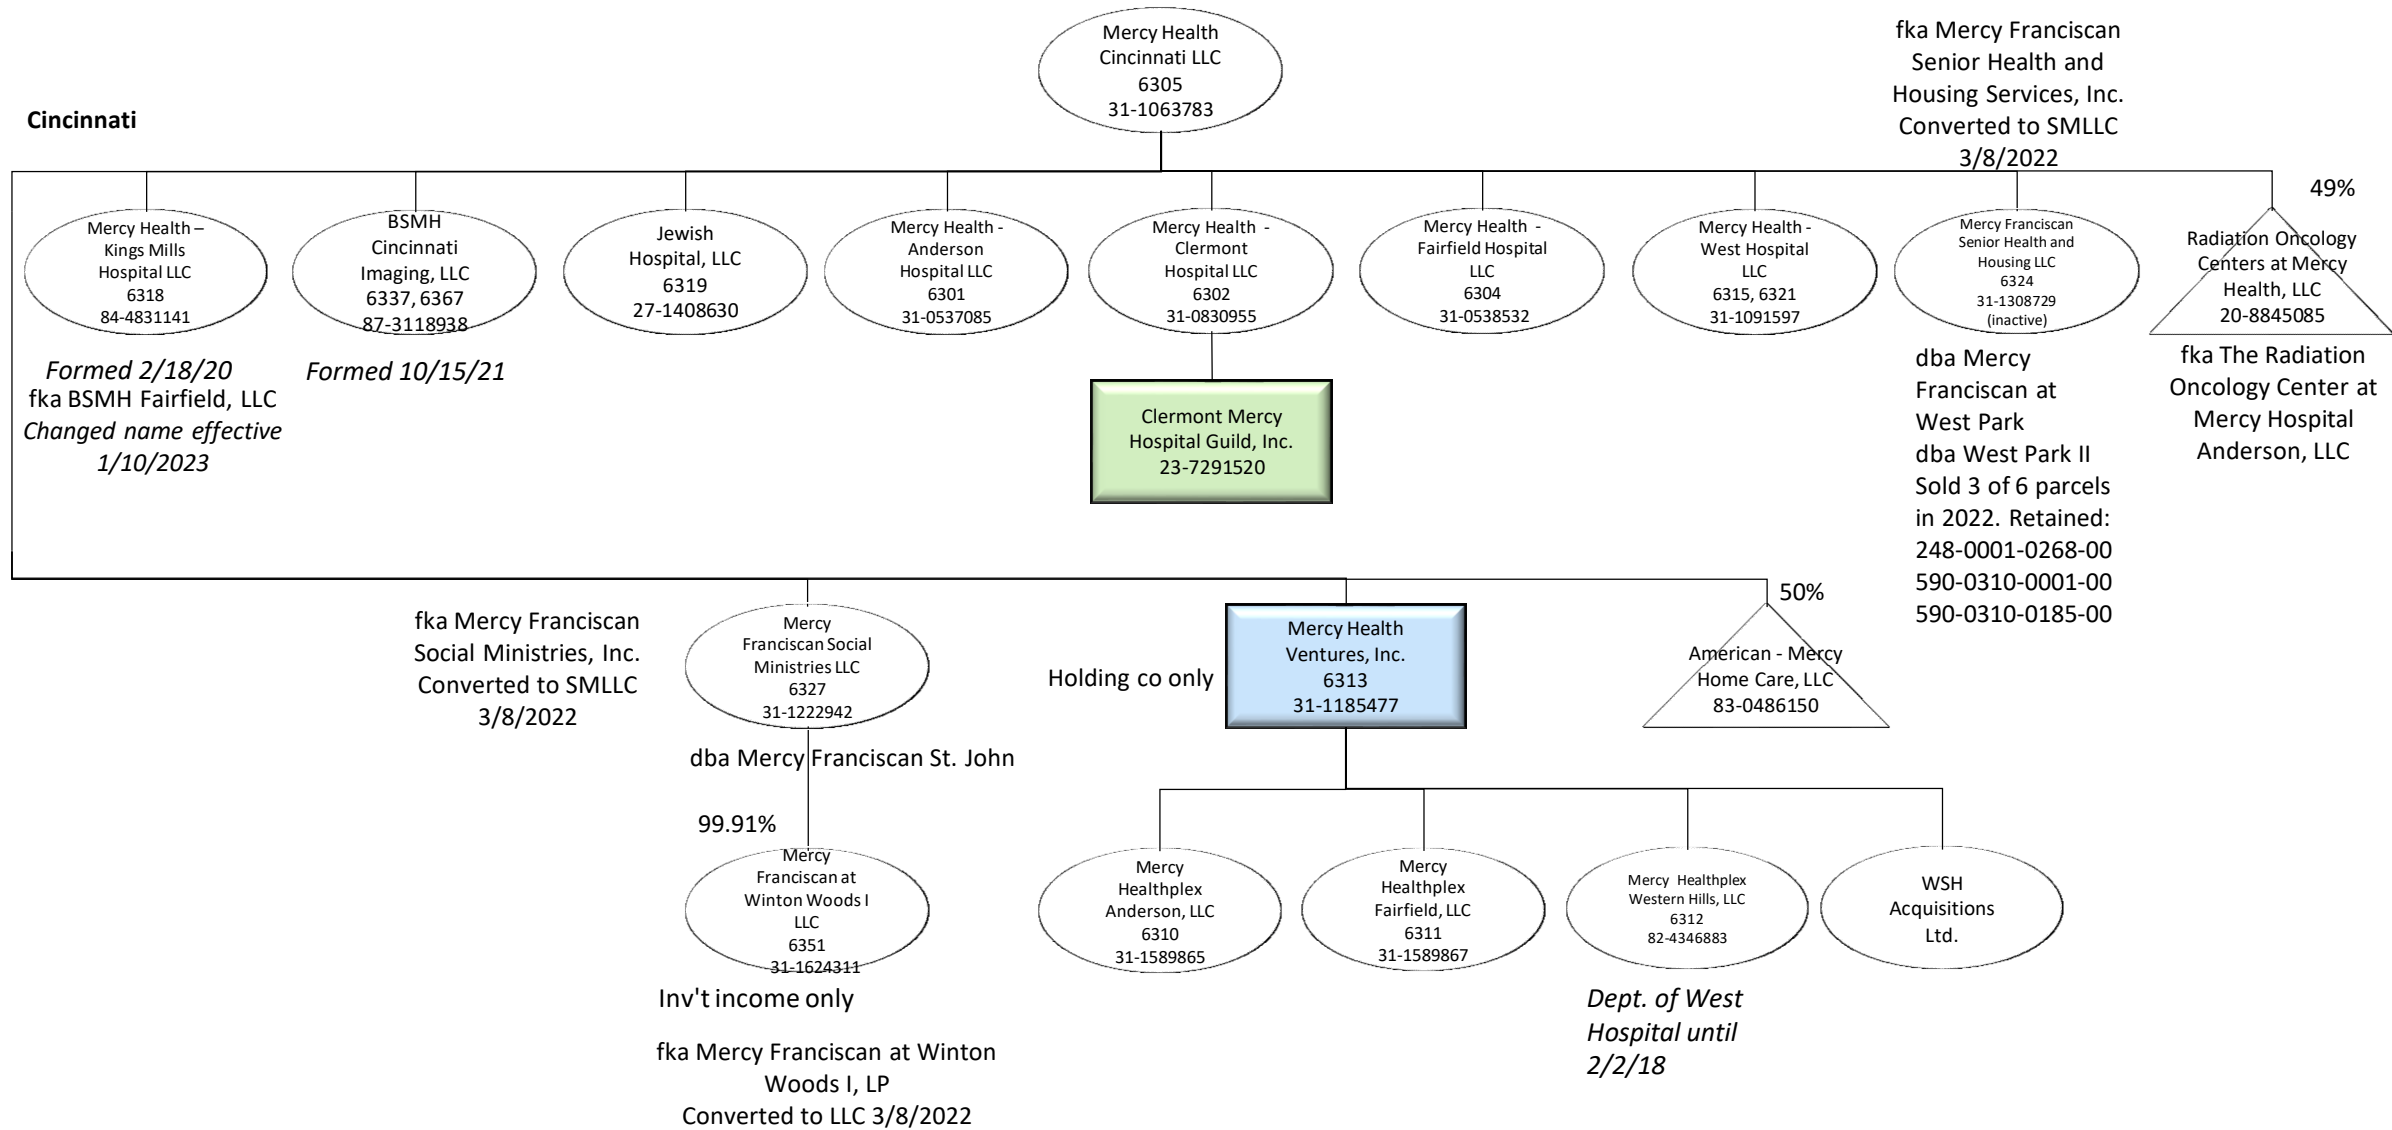 Mercy Health
Cincinnati LLC
6305
31-1063783
fka Mercy Franciscan
Senior Health and
Housing Services, Inc.
Converted to SMLLC
3/8/2022
Cincinnati
49%
Mercy Health –
Kings Mills
Hospital LLC
6318
84-4831141
BSMH
Cincinnati
Imaging, LLC
6337, 6367
87-3118938
Jewish
Hospital, LLC
6319
27-1408630
Mercy Health -
Anderson
Hospital LLC
6301
31-0537085
Mercy Health -
Clermont
Hospital LLC
6302
31-0830955
Mercy Health -
Fairfield Hospital
LLC
6304
31-0538532
Mercy Health -
West Hospital
LLC
6315, 6321
31-1091597
Mercy Franciscan
Senior Health and
Housing LLC
6324
31-1308729
(inactive)
Radiation Oncology
Centers at Mercy
Health, LLC
20-8845085
Formed 2/18/20
fka BSMH Fairfield, LLC
Changed name effective
1/10/2023
Formed 10/15/21
Clermont Mercy
Hospital Guild, Inc.
23-7291520
dba Mercy
Franciscan at
West Park
dba West Park II
Sold 3 of 6 parcels
in 2022. Retained:
248-0001-0268-00
590-0310-0001-00
590-0310-0185-00
fka The Radiation
Oncology Center at
Mercy Hospital
Anderson, LLC
fka Mercy Franciscan
Social Ministries, Inc.
Converted to SMLLC
3/8/2022
Mercy
Franciscan Social
Ministries LLC
6327
31-1222942
Holding co only
Mercy Health
Ventures, Inc.
6313
31-1185477
50%
American - Mercy
Home Care, LLC
83-0486150
dba Mercy Franciscan St. John
99.91%
Mercy
Franciscan at
Winton Woods I
LLC
6351
31-1624311
Mercy
Healthplex
Anderson, LLC
6310
31-1589865
Mercy
Healthplex
Fairfield, LLC
6311
31-1589867
Mercy Healthplex
Western Hills, LLC
6312
82-4346883
WSH
Acquisitions
Ltd.
Inv't income only
fka Mercy Franciscan at Winton
Woods I, LP
Converted to LLC 3/8/2022
Dept. of West
Hospital until
2/2/18